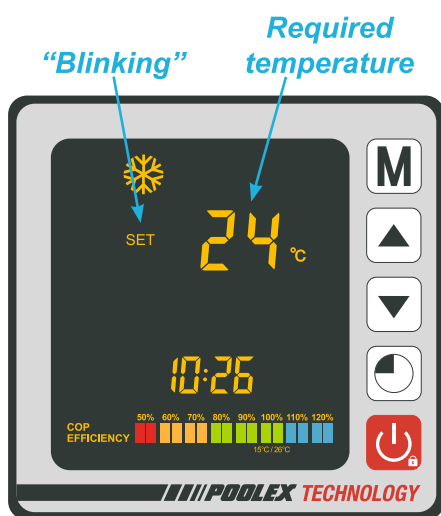 Required
“Blinking” temperature
M
SET 24 °C
10:26
50% 60% 70% 80% 90% 100% 110% 120%
COP
EFFICIENCY
15°C / 26°C
POOLEX TECHNOLOGY